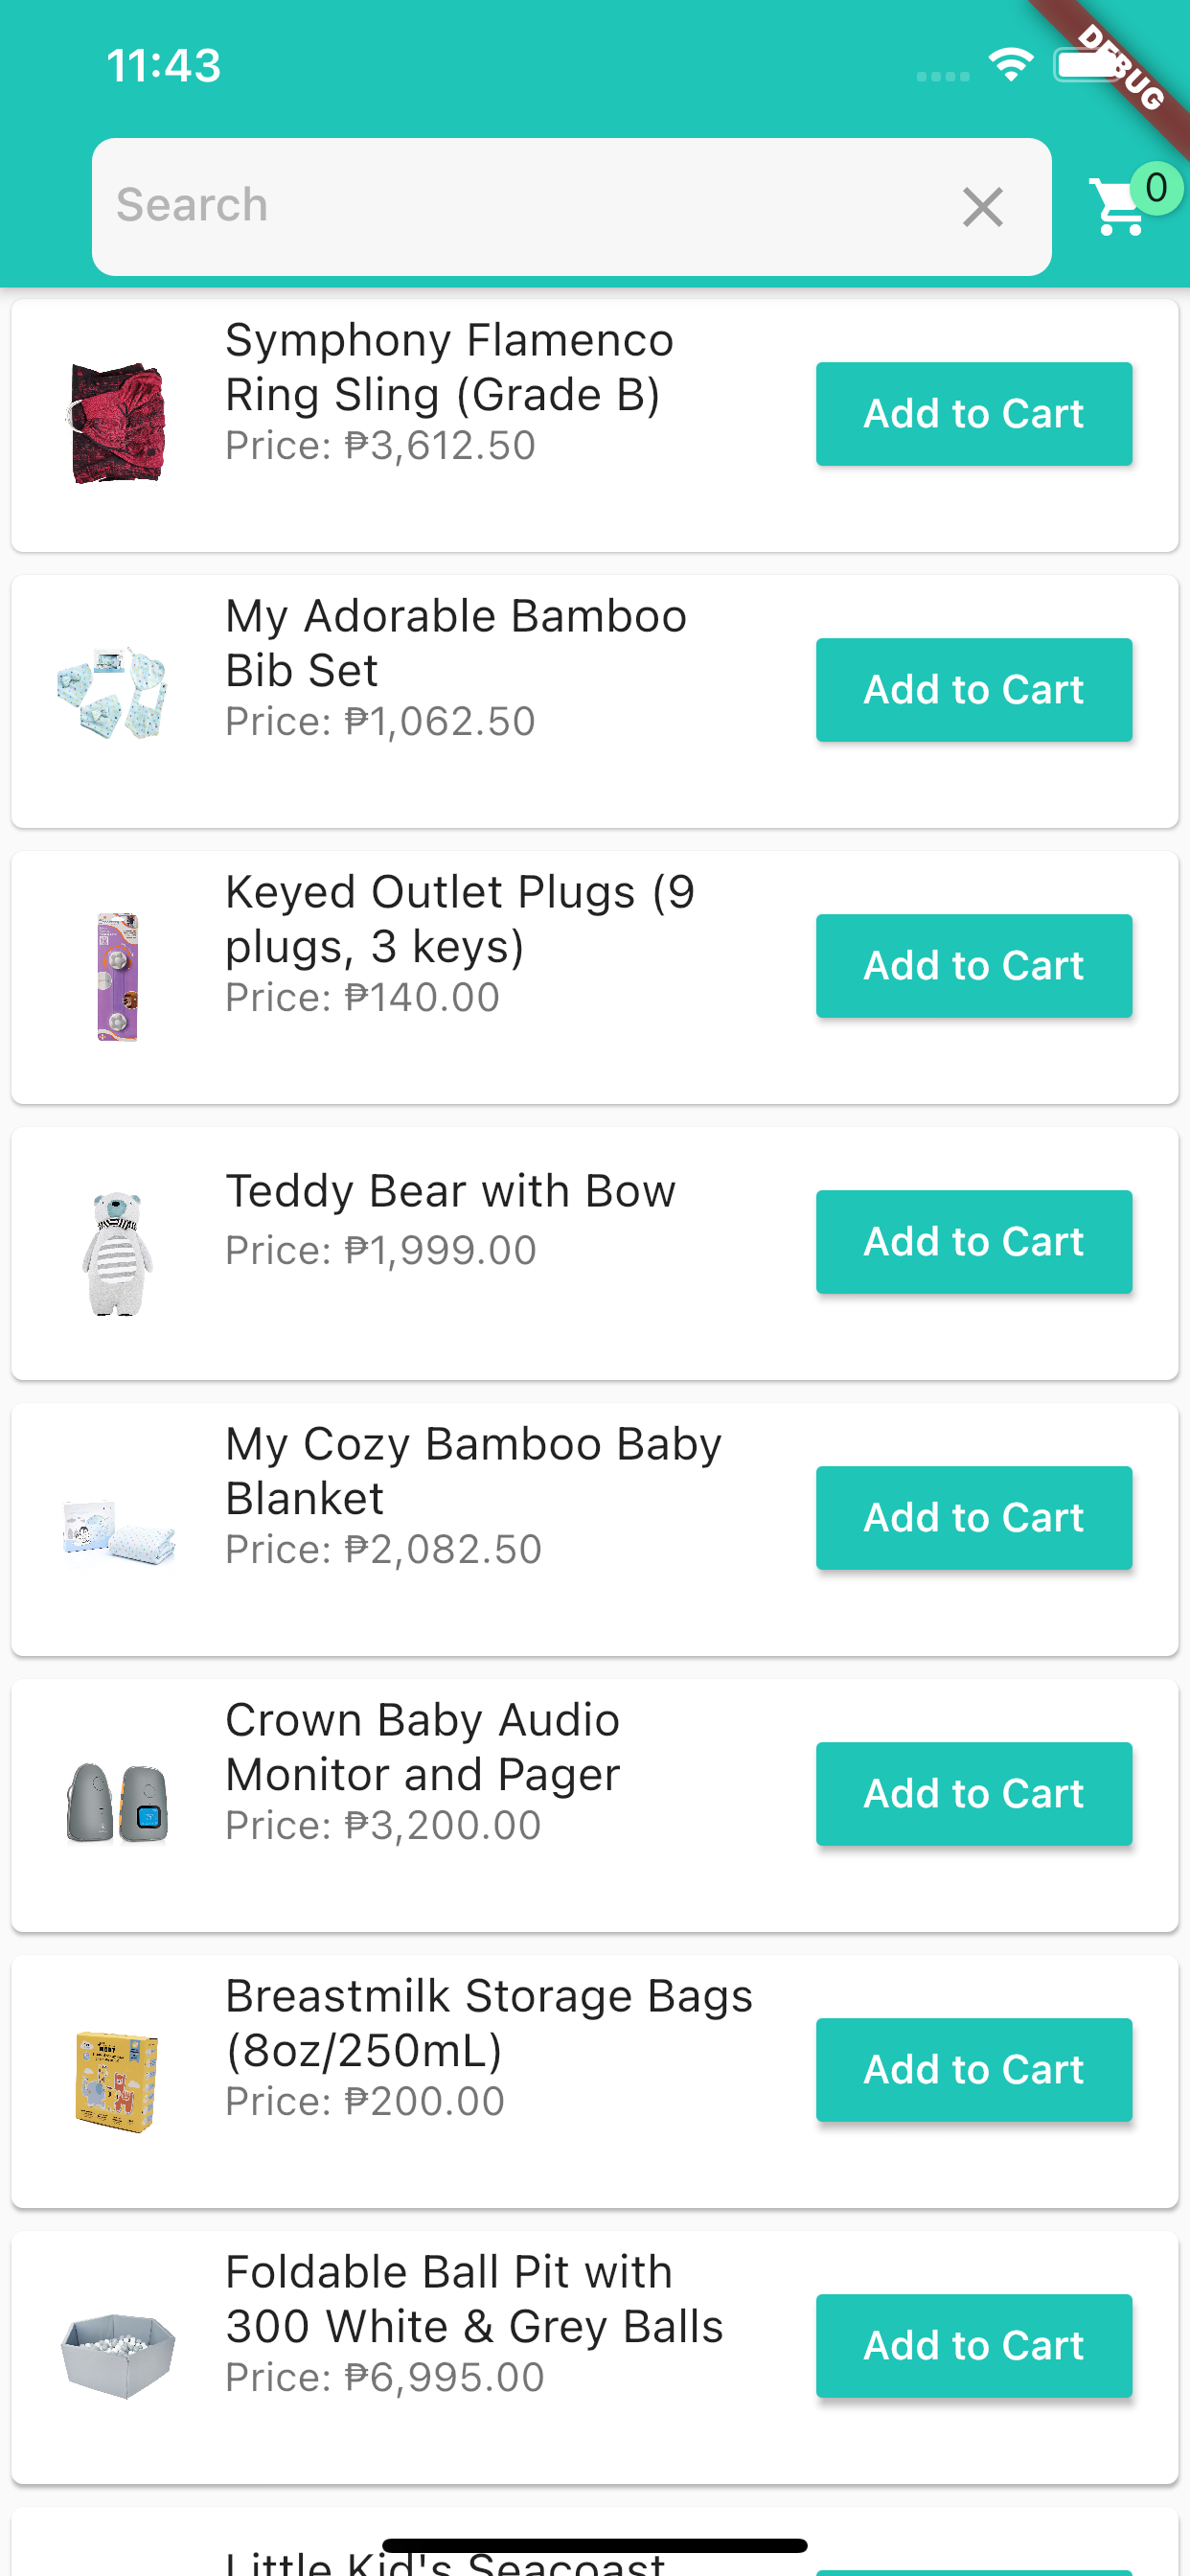 11:43
DEBUG
Search
0
Symphony Flamenco
Ring Sling (Grade B)
Price: ₱3,612.50
Add to Cart
My Adorable Bamboo
Bib Set
Price: ₱1,062.50
Add to Cart
Keyed Outlet Plugs (9
plugs, 3 keys)
Price: ₱140.00
Add to Cart
Teddy Bear with Bow
Price: ₱1,999.00
Add to Cart
My Cozy Bamboo Baby
Blanket
Price: ₱2,082.50
Add to Cart
Crown Baby Audio
Monitor and Pager
Price: ₱3,200.00
Add to Cart
Breastmilk Storage Bags
(8oz/250mL)
Price: ₱200.00
Add to Cart
Foldable Ball Pit with
300 White & Grey Balls
Price: ₱6,995.00
Add to Cart
Little Kid's Seacoast